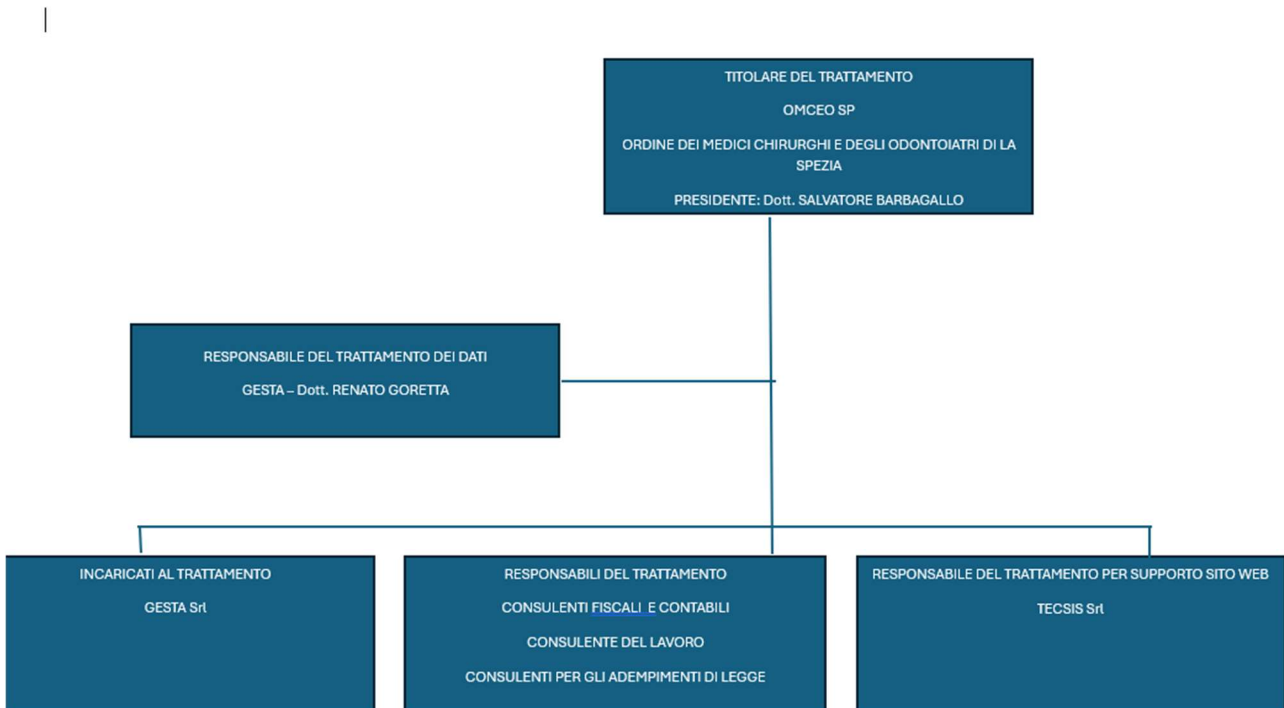 TITOLARE DEL TRATTAMENTO
OMCEO SP
ORDINE DEI MEDICI CHIRURGHI E DEGLI ODONTOIATRI DI LA
SPEZIA
PRESIDENTE: Dott. SALVATORE BARBAGALLO
RESPONSABILE DEL TRATTAMENTO DEI DATI
GESTA – Dott. RENATO GORETTA
INCARICATI AL TRATTAMENTO
GESTA Srl
RESPONSABILI DEL TRATTAMENTO
CONSULENTI FISCALI E CONTABILI
CONSULENTE DEL LAVORO
CONSULENTI PER GLI ADEMPIMENTI DI LEGGE
RESPONSABILE DEL TRATTAMENTO PER SUPPORTO SITO WEB
TECSIS Srl